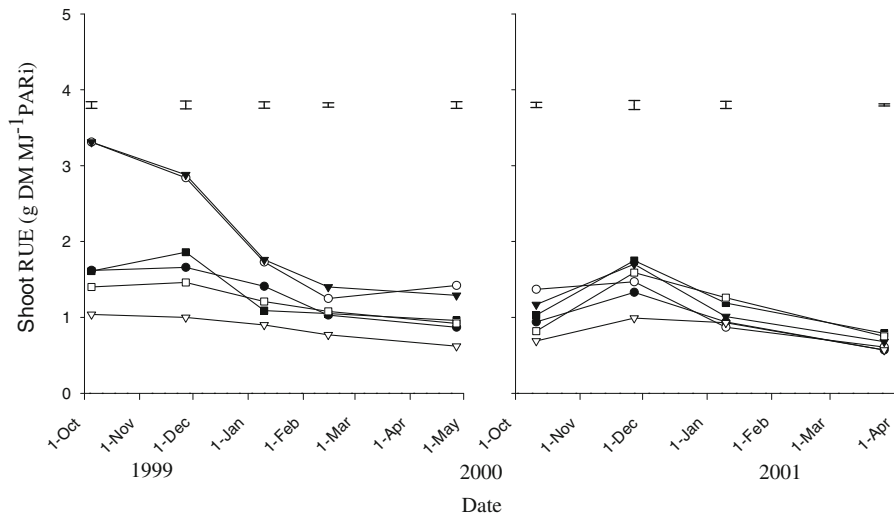 5
4
3
2
1
0
Shoot RUE (g DM MJ⁻¹PARi)
1-Oct
1-Nov
1-Dec
1-Jan
1-Feb
1-Mar
1-Apr
1-May
1-Oct
1-Nov
1-Dec
1-Jan
1-Feb
1-Mar
1-Apr
1999
2000
2001
Date